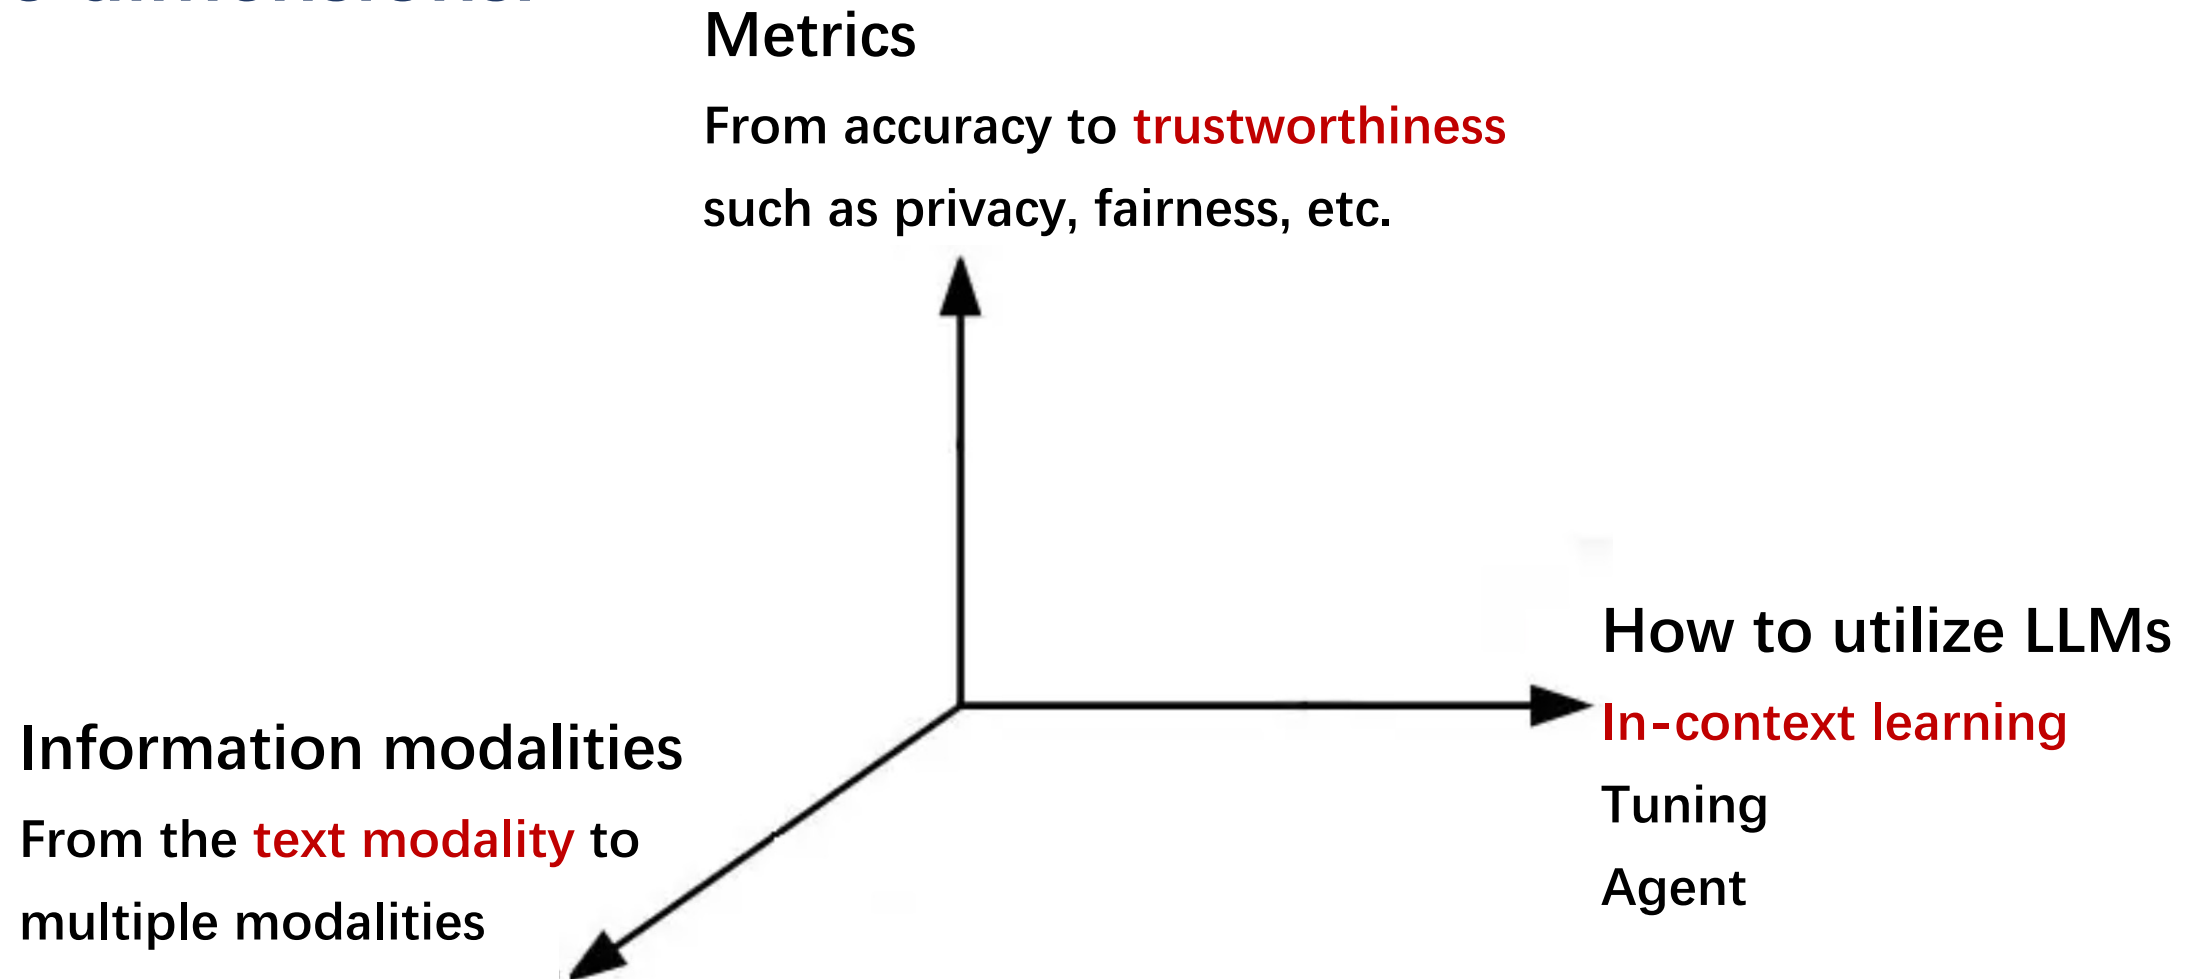 Metrics
From accuracy to trustworthiness
such as privacy, fairness, etc.
How to utilize LLMs
In-context learning
Tuning
Agent
Information modalities
From the text modality to
multiple modalities